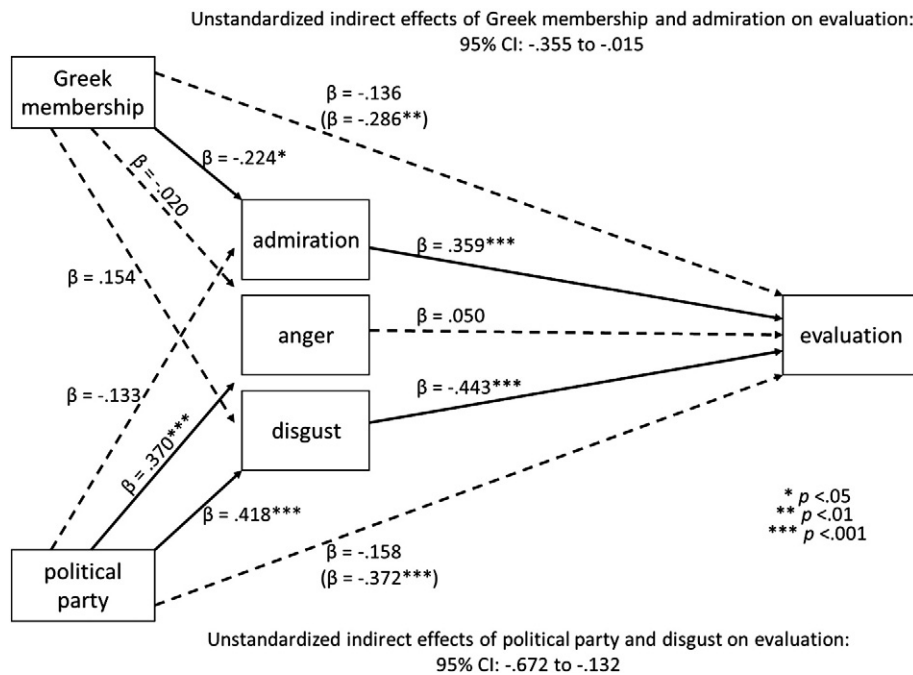 Unstandardized indirect effects of Greek membership and admiration on evaluation:
95% CI: -.355 to -.015
Greek
membership
β = -.136
(β = -.286**)
β = -.224*
β = -.020
admiration
β = .359***
β = .154
anger
β = .050
evaluation
β = -.133
β = .370***
disgust
β = -.443***
β = .418***
* p <.05
** p <.01
*** p <.001
political
party
β = -.158
(β = -.372***)
Unstandardized indirect effects of political party and disgust on evaluation:
95% CI: -.672 to -.132